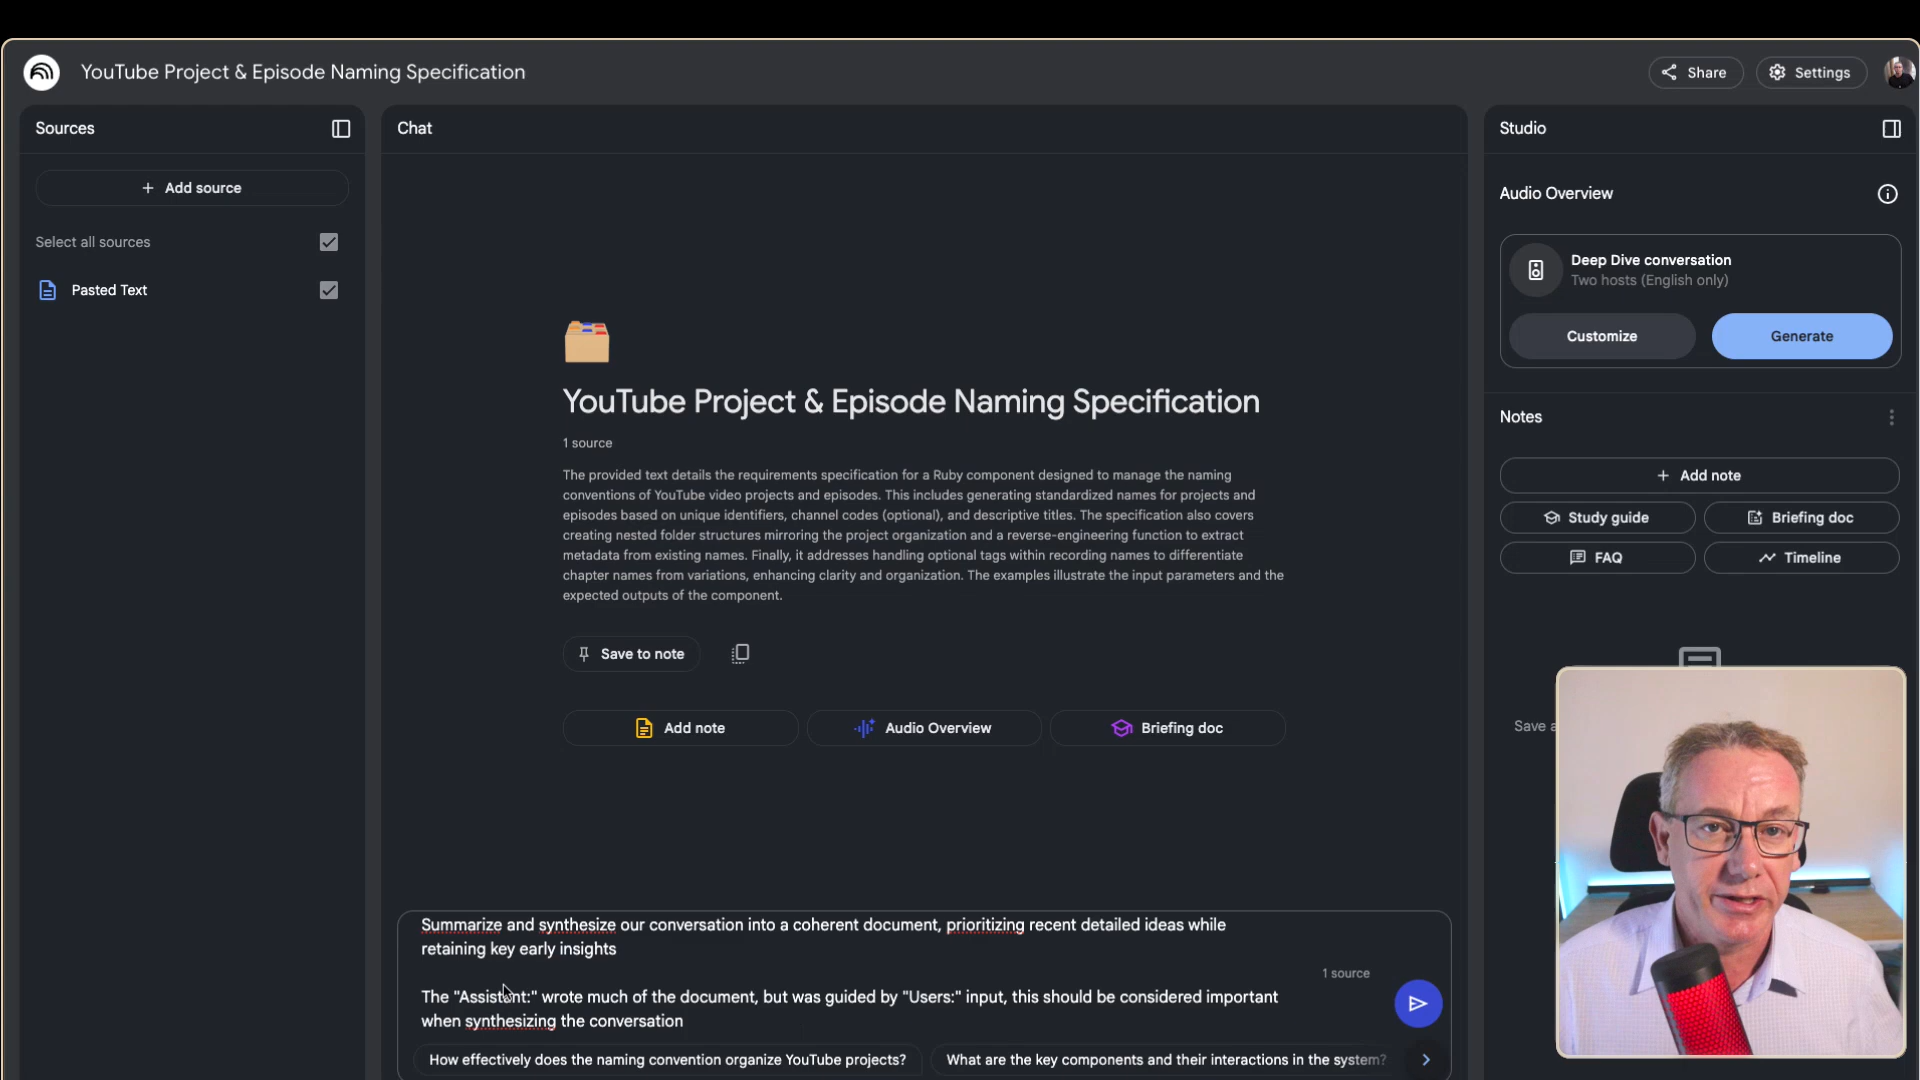 YouTube Project & Episode Naming Specification
Share
Settings
Sources
Chat
Studio
Add source
Select all sources
Pasted Text
Audio Overview
Deep Dive conversation
Two hosts (English only)
Customize
Generate
YouTube Project & Episode Naming Specification
1 source
The provided text details the requirements specification for a Ruby component designed to manage the naming
conventions of YouTube video projects and episodes. This includes generating standardized names for projects and
episodes based on unique identifiers, channel codes (optional), and descriptive titles. The specification also covers
creating nested folder structures mirroring the project organization and a reverse-engineering function to extract
metadata from existing names. Finally, it addresses handling optional tags within recording names to differentiate
chapter names from variations, enhancing clarity and organization. The examples illustrate the input parameters and the
expected outputs of the component.
Save to note
Add note
Audio Overview
Briefing doc
Notes
Add note
Study guide
Briefing doc
FAQ
Timeline
Save
Summarize and synthesize our conversation into a coherent document, prioritizing recent detailed ideas while
retaining key early insights
1 source
The "Assistent:" wrote much of the document, but was guided by "Users:" input, this should be considered important
when synthesizing the conversation
How effectively does the naming convention organize YouTube projects?
What are the key components and their interactions in the system?